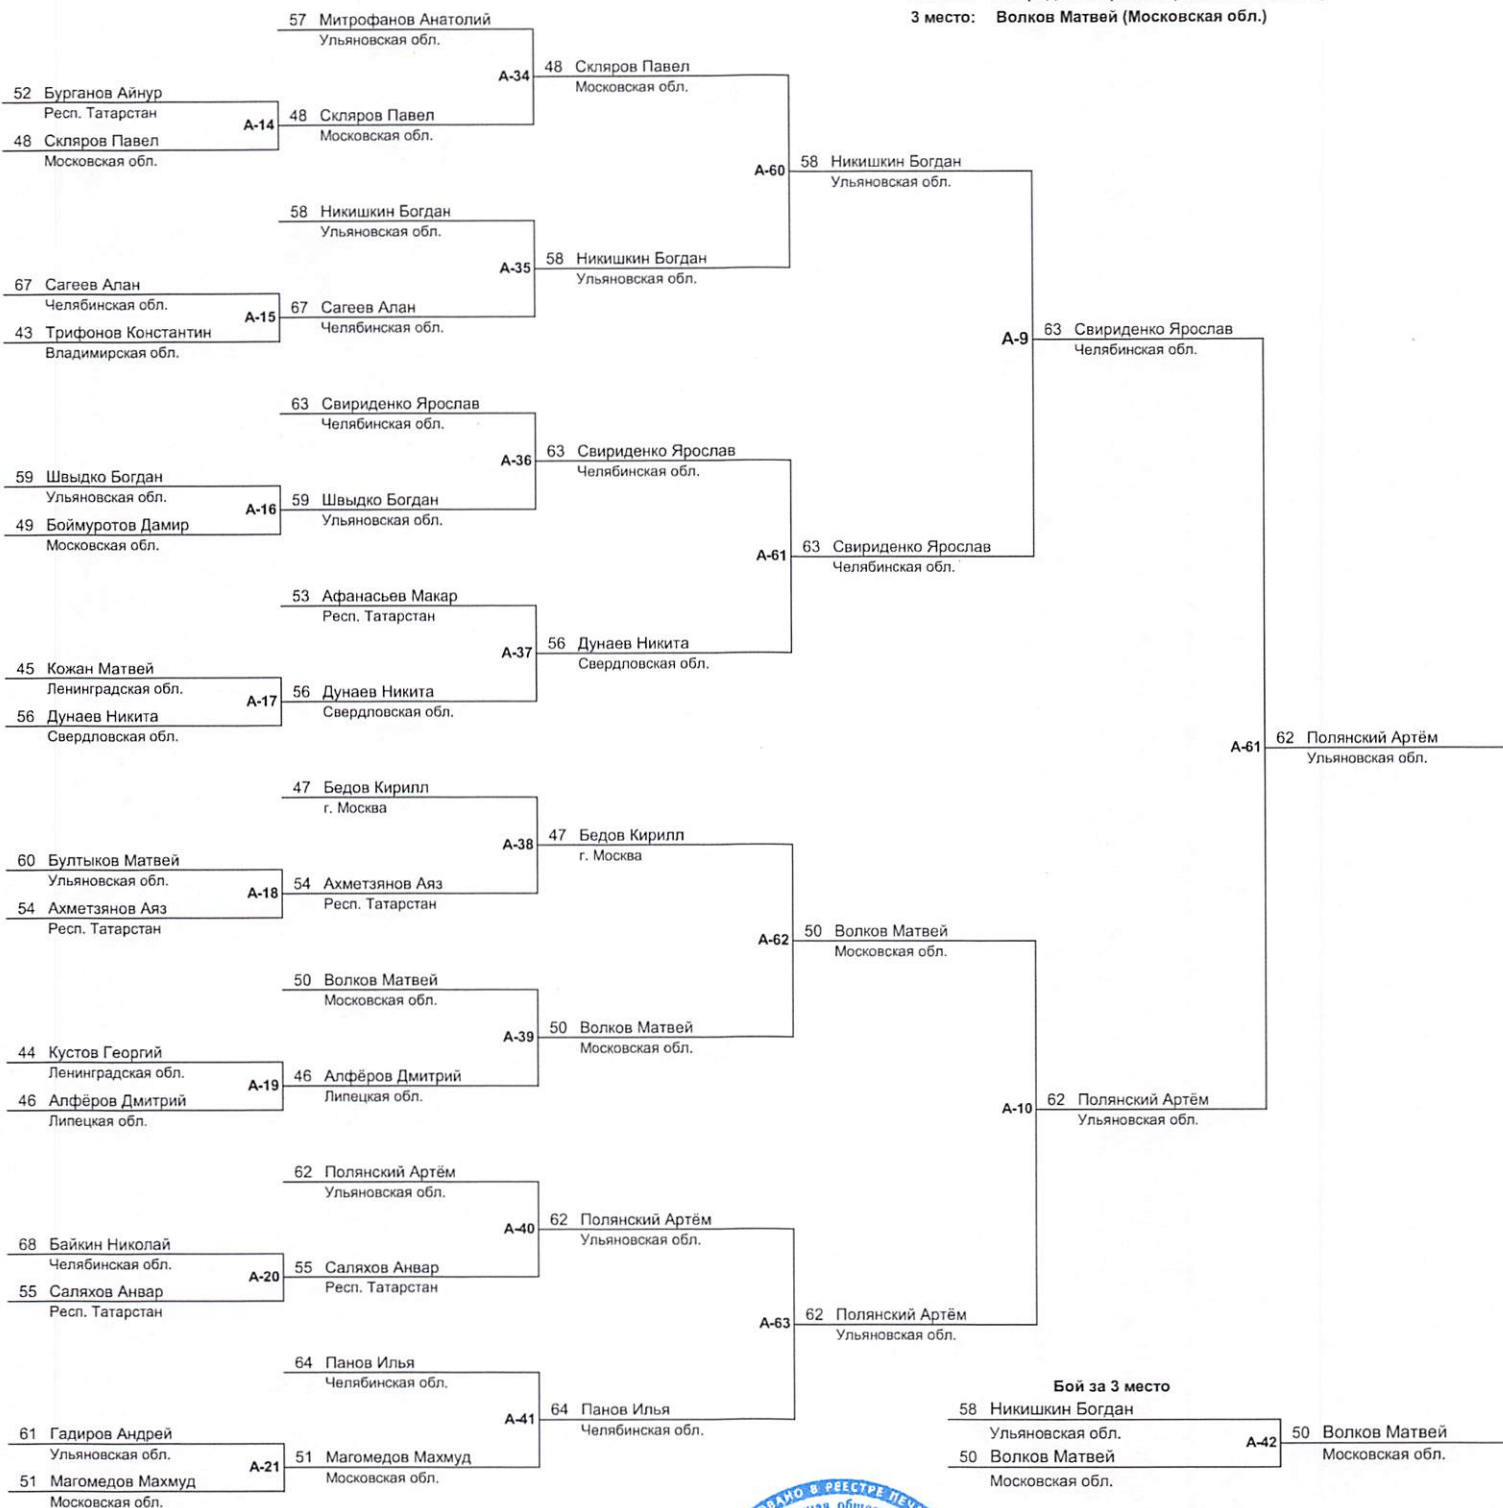 3 место: Волков Матвей (Московская обл.)
57 Митрофанов Анатолий
Ульяновская обл.
А-34
48 Скляров Павел
Московская обл.
52 Бурганов Айнур
Респ. Татарстан
А-14
48 Скляров Павел
Московская обл.
48 Скляров Павел
Московская обл.
А-60
58 Никишкин Богдан
Ульяновская обл.
58 Никишкин Богдан
Ульяновская обл.
А-35
58 Никишкин Богдан
Ульяновская обл.
67 Сагеев Алан
Челябинская обл.
А-15
67 Сагеев Алан
Челябинская обл.
43 Трифонов Константин
Владимирская обл.
А-9
63 Свириденко Ярослав
Челябинская обл.
63 Свириденко Ярослав
Челябинская обл.
А-36
63 Свириденко Ярослав
Челябинская обл.
59 Швыдко Богдан
Ульяновская обл.
А-16
59 Швыдко Богдан
Ульяновская обл.
49 Боймуротов Дамир
Московская обл.
А-61
63 Свириденко Ярослав
Челябинская обл.
53 Афанасьев Макар
Респ. Татарстан
А-37
56 Дунаев Никита
Свердловская обл.
45 Кожан Матвей
Ленинградская обл.
А-17
56 Дунаев Никита
Свердловская обл.
56 Дунаев Никита
Свердловская обл.
А-61
62 Полянский Артём
Ульяновская обл.
47 Бедов Кирилл
г. Москва
А-38
47 Бедов Кирилл
г. Москва
60 Булטыков Матвей
Ульяновская обл.
А-18
54 Ахметзянов Аяз
Респ. Татарстан
54 Ахметзянов Аяз
Респ. Татарстан
А-62
50 Волков Матвей
Московская обл.
50 Волков Матвей
Московская обл.
А-39
50 Волков Матвей
Московская обл.
44 Кустов Георгий
Ленинградская обл.
А-19
46 Алфёров Дмитрий
Липецкая обл.
46 Алфёров Дмитрий
Липецкая обл.
А-10
62 Полянский Артём
Ульяновская обл.
62 Полянский Артём
Ульяновская обл.
А-40
62 Полянский Артём
Ульяновская обл.
68 Байкин Николай
Челябинская обл.
А-20
55 Саляхов Анвар
Респ. Татарстан
55 Саляхов Анвар
Респ. Татарстан
А-63
62 Полянский Артём
Ульяновская обл.
64 Панов Илья
Челябинская обл.
А-41
64 Панов Илья
Челябинская обл.
61 Гадиров Андрей
Ульяновская обл.
А-21
51 Магомедов Махмуд
Московская обл.
51 Магомедов Махмуд
Московская обл.
Бой за 3 место
58 Никишкин Богдан
Ульяновская обл.
А-42
50 Волков Матвей
Московская обл.
50 Волков Матвей
Московская обл.
В РЕЕСТРЕ